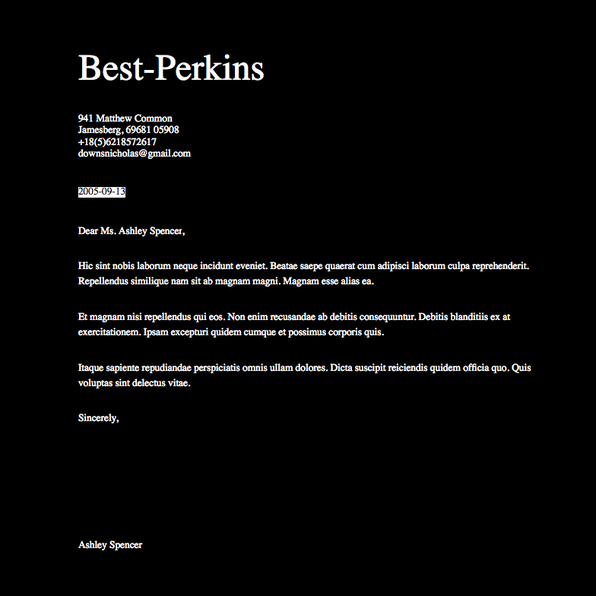 Best-Perkins
941 Matthew Common
Jamesberg, 69681 05908
+18(5)6218572617
downsnicholas@gmail.com
2005-09-13
Dear Ms. Ashley Spencer,
Hic sint nobis laborum neque incidunt eveniet. Beatae saepe quaerat cum adipisci laborum culpa reprehenderit.
Repellendus similique nam sit ab magnam magni. Magnam esse alias ea.
Et magnam nisi repellendus qui eos. Non enim recusandae ab debitis consequuntur. Debitis blanditiis ex at
exercitationem. Ipsam excepturi quidem cumque et possimus corporis quis.
Itaque sapiente repudiandae perspiciatis omnis ullam dolores. Dicta suscipit reiciendis quidem officia quo. Quis
voluptas sint delectus vitae.
Sincerely,
Ashley Spencer